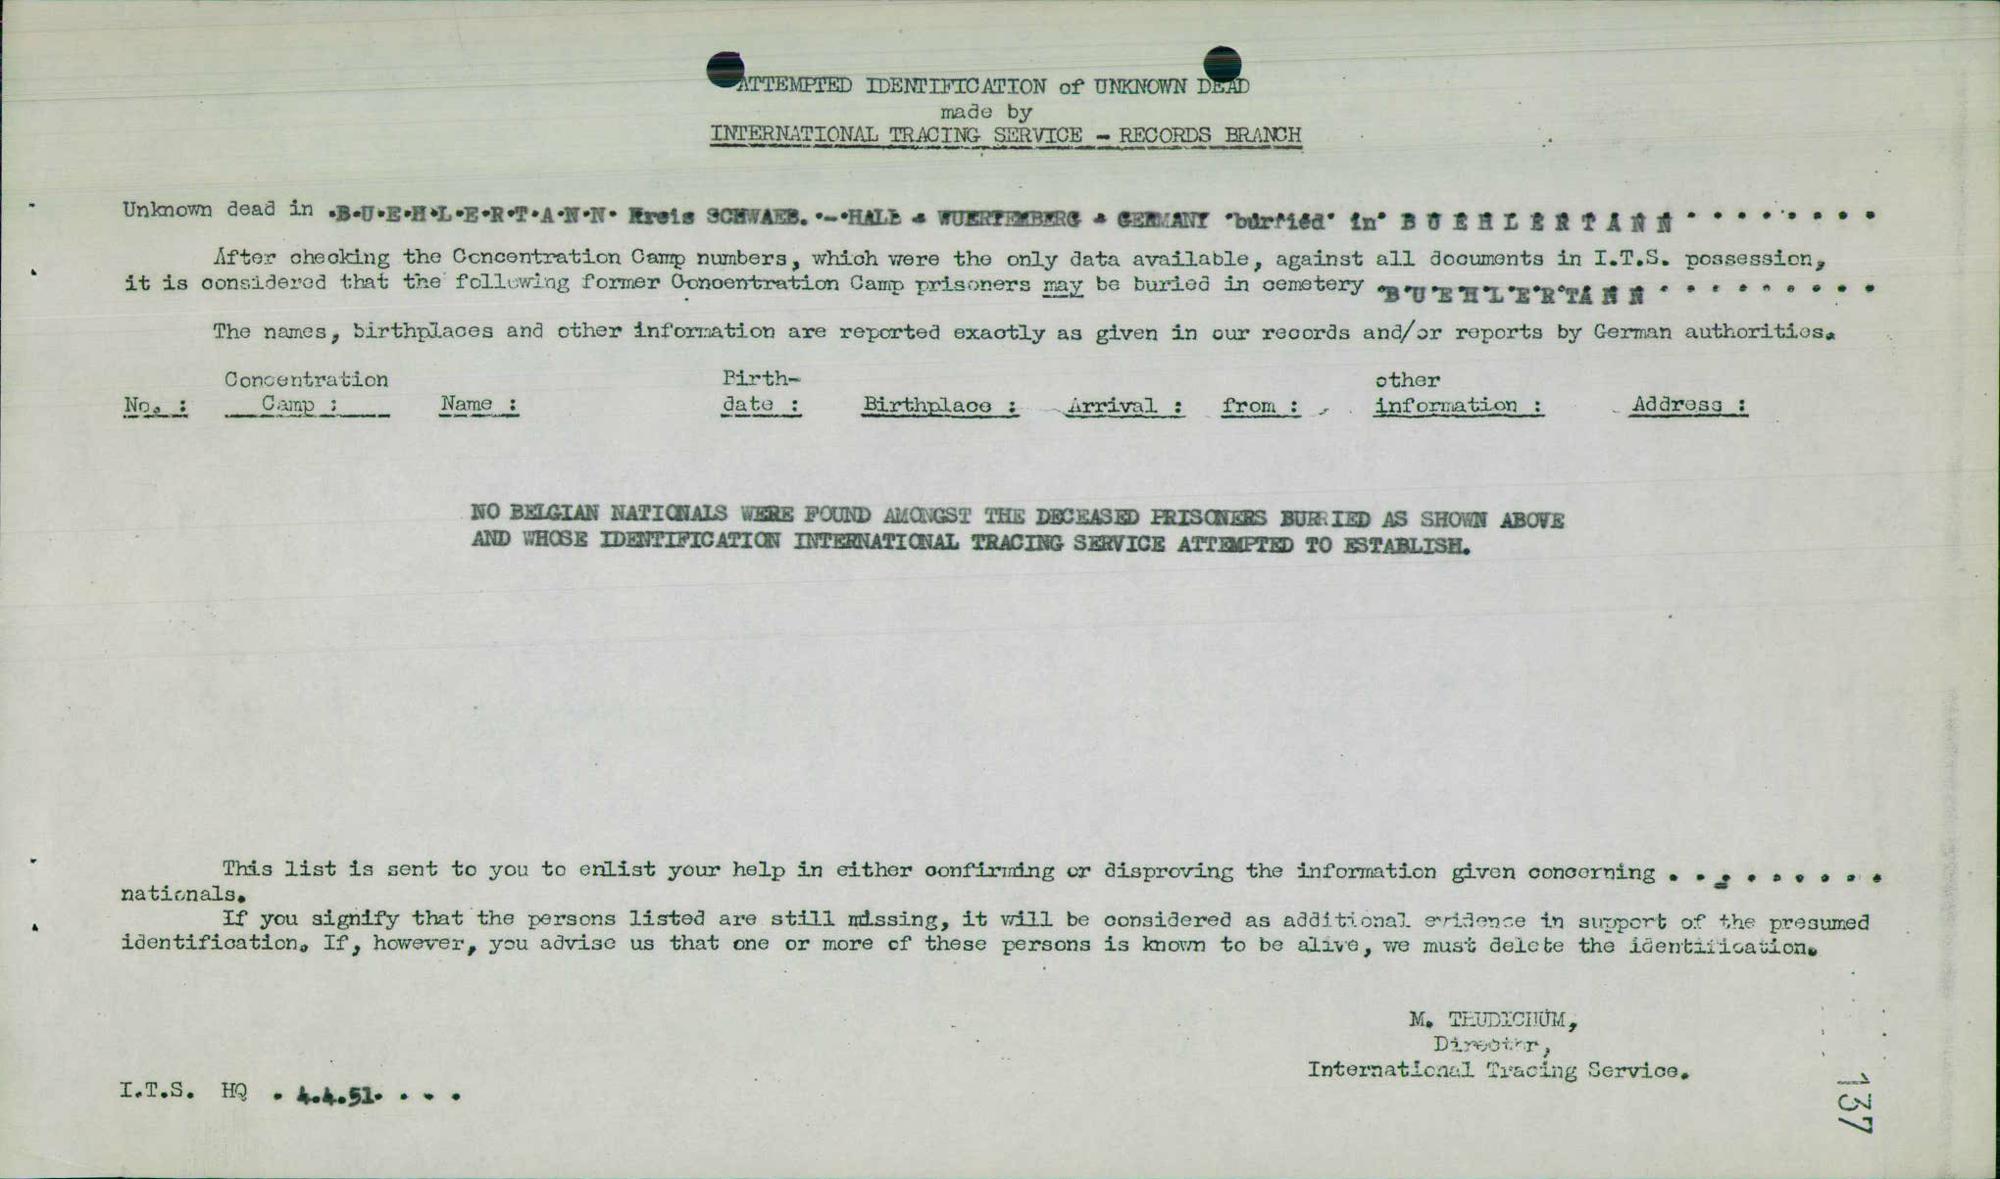 ATTEMPTED IDENTIFICATION of UNKNOWN DEAD
made by
INTERNATIONAL TRACING SERVICE - RECORDS BRANCH
Unknown dead in .B.U.E.H.L.E.R.T.A.N.N. Kreis SCHWAEB. - HALL - WUERTEMBERG - GERMANY burried in B U E H L E R T A N N . . . . . . . .
After checking the Concentration Camp numbers, which were the only data available, against all documents in I.T.S. possession,
it is considered that the following former Concentration Camp prisoners may be buried in cemetery B U E H L E R T A N N . . . . . . . . .
The names, birthplaces and other information are reported exactly as given in our records and/or reports by German authorities.
Concentration Birth- other
No. : Camp : Name : date : Birthplace : Arrival : from : information : Address :
NO BELGIAN NATIONALS WERE FOUND AMONGST THE DECEASED PRISONERS BURRIED AS SHOWN ABOVE
AND WHOSE IDENTIFICATION INTERNATIONAL TRACING SERVICE ATTEMPTED TO ESTABLISH.
This list is sent to you to enlist your help in either confirming or disproving the information given concerning . . . . . . . . .
nationals.
If you signify that the persons listed are still missing, it will be considered as additional evidence in support of the presumed
identification. If, however, you advise us that one or more of these persons is known to be alive, we must delete the identification.
M. THUDICHUM,
Director,
International Tracing Service.
I.T.S. HQ . 4.4.51. . . .
137